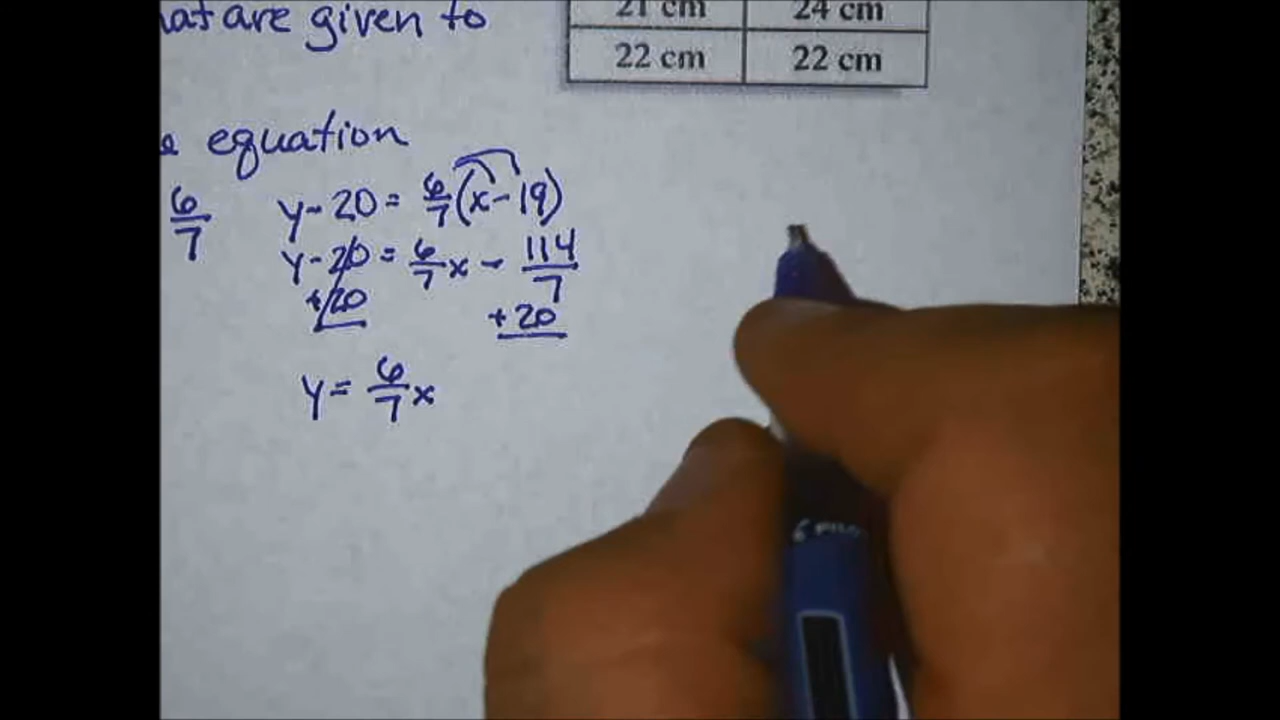 are given to
21 cm 24 cm
22 cm 22 cm
equation
6/7 y - 20 = 6/7(x - 19)
y - 20 = 6/7x - 114/7
+20 +20
y = 6/7x